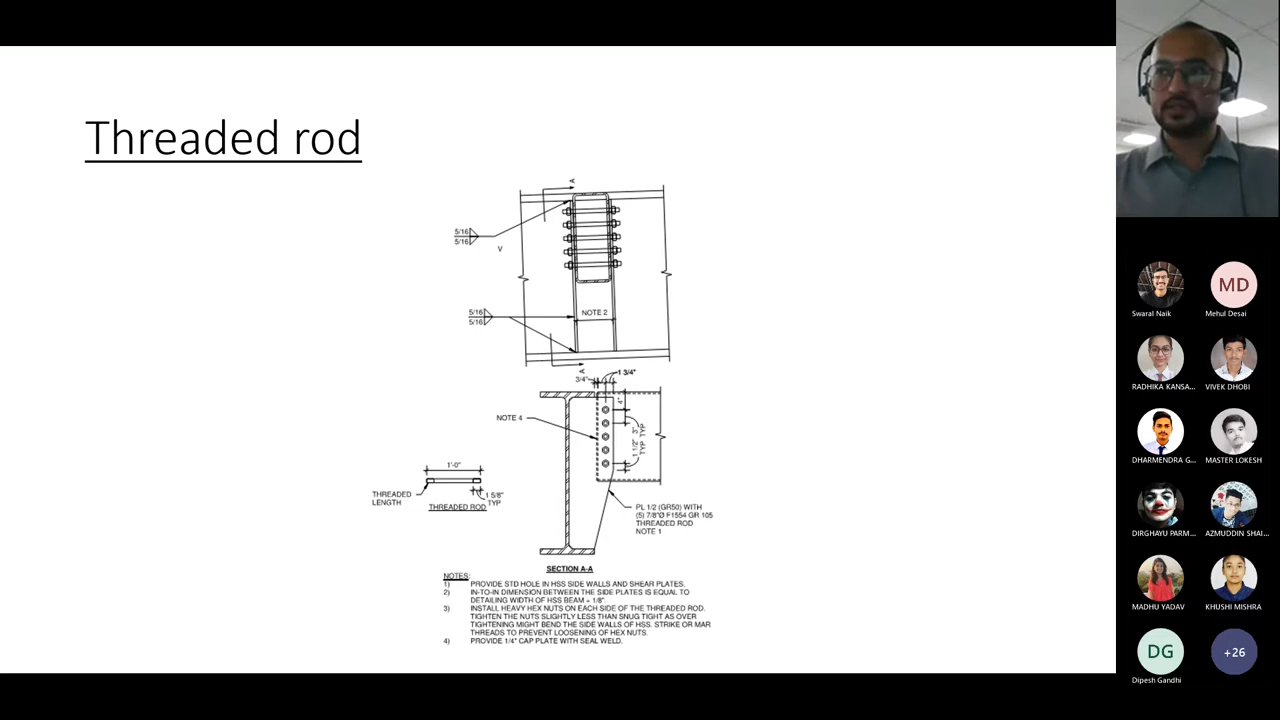 Threaded rod
A
5/16
5/16
V
5/16
5/16
NOTE 2
A
3/4"
1 3/4"
4"
NOTE 4
3"
TYP
1 1/2"
TYP
1'-0"
THREADED
LENGTH
1 5/8"
TYP
THREADED ROD
PL 1/2 (GR50) WITH
(5) 7/8"Ø F1554 GR 105
THREADED ROD
NOTE 1
SECTION A-A
NOTES:
1) PROVIDE STD HOLE IN HSS SIDE WALLS AND SHEAR PLATES.
2) IN-TO-IN DIMENSION BETWEEN THE SIDE PLATES IS EQUAL TO
DETAILING WIDTH OF HSS BEAM + 1/8".
3) INSTALL HEAVY HEX NUTS ON EACH SIDE OF THE THREADED ROD.
TIGHTEN THE NUTS SLIGHTLY LESS THAN SNUG TIGHT AS OVER
TIGHTENING MIGHT BEND THE SIDE WALLS OF HSS. STRIKE OR MAR
THREADS TO PREVENT LOOSENING OF HEX NUTS.
4) PROVIDE 1/4" CAP PLATE WITH SEAL WELD.
MD
Swaral Naik
Mehul Desai
RADHIKA KANSA...
VIVEK DHOBI
DHARMENDRA G...
MASTER LOKESH
DIRGHAYU PARM...
AZMUDDIN SHAI...
MADHU YADAV
KHUSHI MISHRA
DG
+26
Dipesh Gandhi